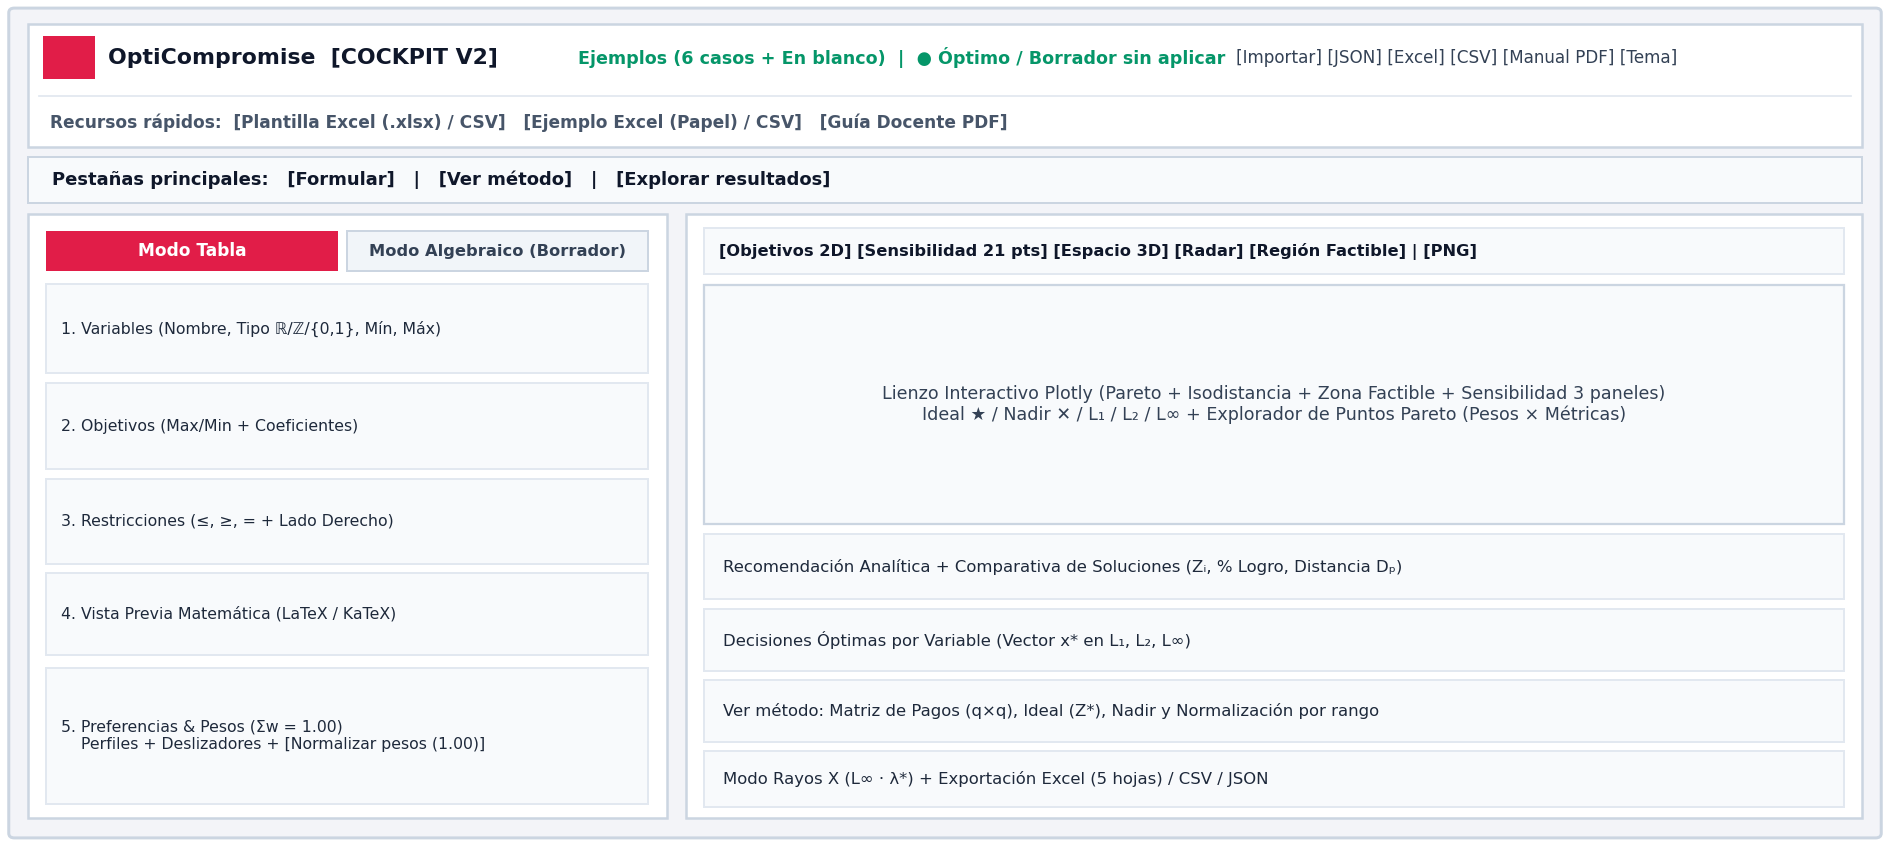 OptiCompromise [COCKPIT V2]
Ejemplos (6 casos + En blanco) | ● Óptimo / Borrador sin aplicar [Importar] [JSON] [Excel] [CSV] [Manual PDF] [Tema]
Recursos rápidos: [Plantilla Excel (.xlsx) / CSV] [Ejemplo Excel (Papel) / CSV] [Guía Docente PDF]
Pestañas principales: [Formular] | [Ver método] | [Explorar resultados]
Modo Tabla
Modo Algebraico (Borrador)
1. Variables (Nombre, Tipo ℝ/ℤ/{0,1}, Mín, Máx)
2. Objetivos (Max/Min + Coeficientes)
3. Restricciones (≤, ≥, = + Lado Derecho)
4. Vista Previa Matemática (LaTeX / KaTeX)
5. Preferencias & Pesos (Σw = 1.00)
Perfiles + Deslizadores + [Normalizar pesos (1.00)]
[Objetivos 2D] [Sensibilidad 21 pts] [Espacio 3D] [Radar] [Región Factible] | [PNG]
Lienzo Interactivo Plotly (Pareto + Isodistancia + Zona Factible + Sensibilidad 3 paneles)
Ideal ★ / Nadir ✕ / L₁ / L₂ / L∞ + Explorador de Puntos Pareto (Pesos × Métricas)
Recomendación Analítica + Comparativa de Soluciones (Zᵢ, % Logro, Distancia Dₚ)
Decisiones Óptimas por Variable (Vector x* en L₁, L₂, L∞)
Ver método: Matriz de Pagos (q×q), Ideal (Z*), Nadir y Normalización por rango
Modo Rayos X (L∞ · λ*) + Exportación Excel (5 hojas) / CSV / JSON